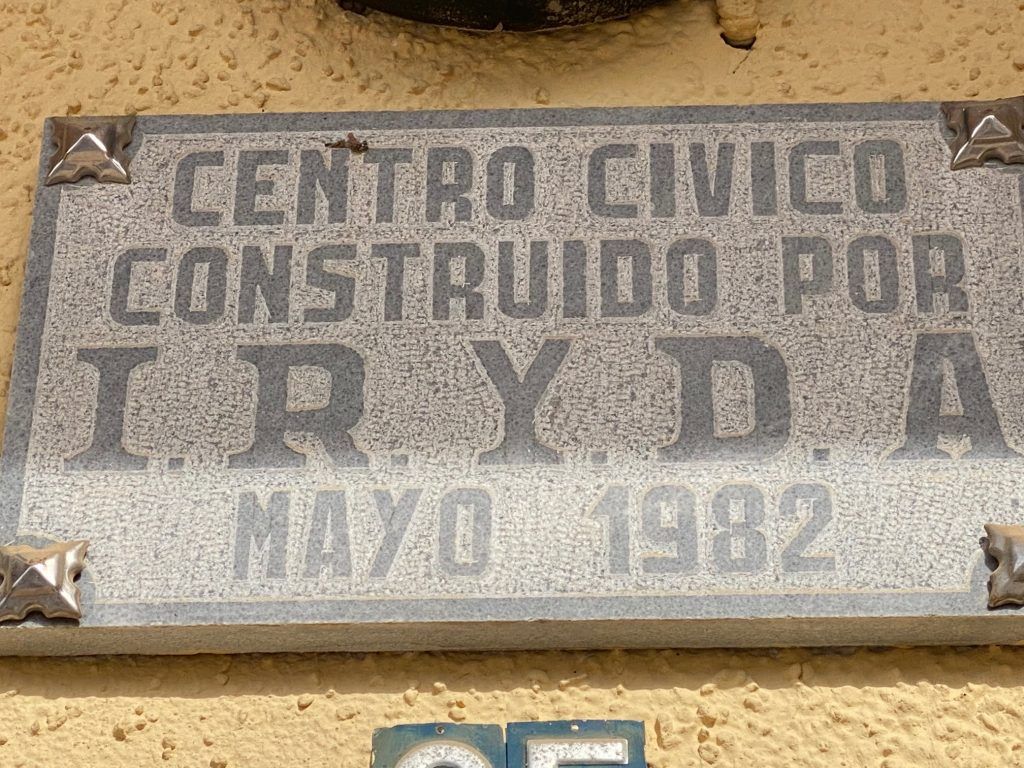 CENTRO CIVICO
CONSTRUIDO POR
I.R.Y.D.A
MAYO 1982